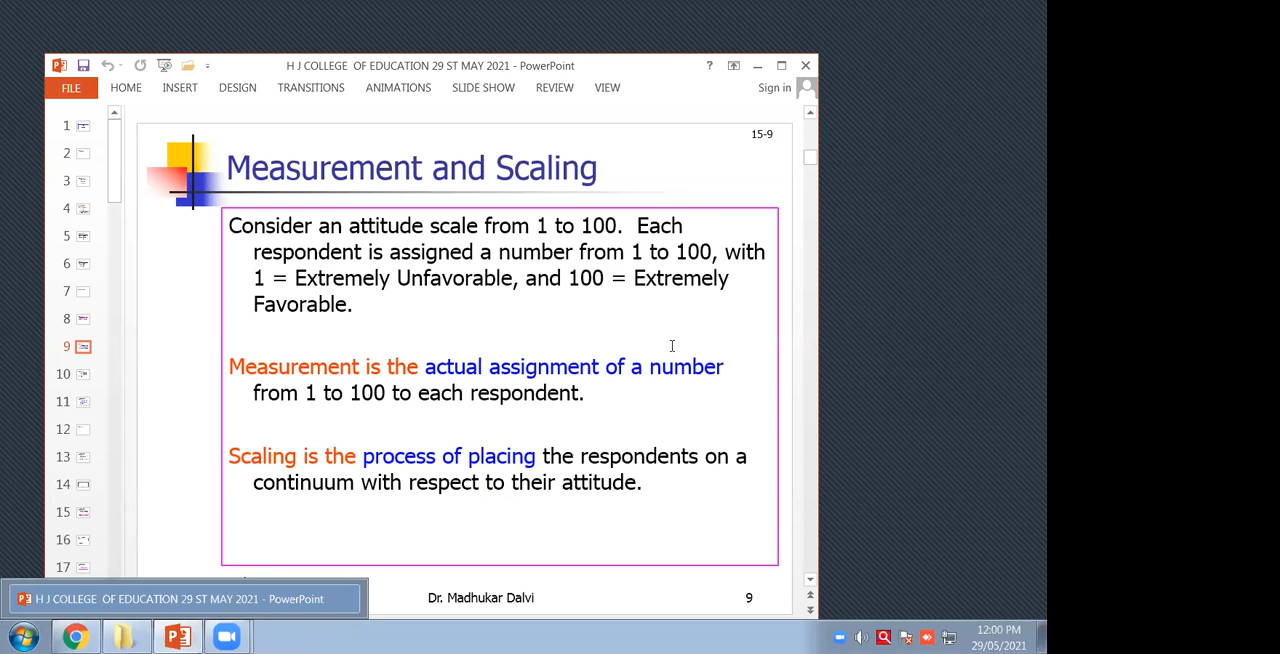 H J COLLEGE  OF EDUCATION 29 ST MAY 2021 - PowerPoint
?
FILE HOME INSERT DESIGN TRANSITIONS ANIMATIONS SLIDE SHOW REVIEW VIEW Sign in
15-9
Measurement and Scaling
Consider an attitude scale from 1 to 100.  Each
respondent is assigned a number from 1 to 100, with
1 = Extremely Unfavorable, and 100 = Extremely
Favorable.
Measurement is the actual assignment of a number
from 1 to 100 to each respondent.
Scaling is the process of placing the respondents on a
continuum with respect to their attitude.
Dr. Madhukar Dalvi
9
1
2
3
4
5
6
7
8
9
10
11
12
13
14
15
16
17
H J COLLEGE  OF EDUCATION 29 ST MAY 2021 - PowerPoint
12:00 PM
29/05/2021